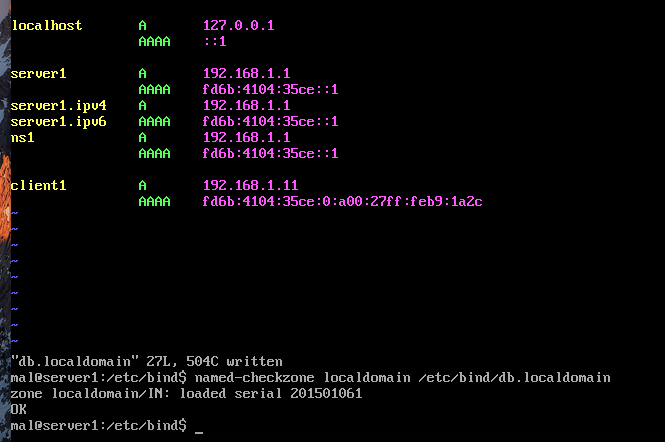 localhost A 127.0.0.1
AAAA ::1
server1 A 192.168.1.1
AAAA fd6b:4104:35ce::1
server1.ipv4 A 192.168.1.1
server1.ipv6 AAAA fd6b:4104:35ce::1
ns1 A 192.168.1.1
AAAA fd6b:4104:35ce::1
client1 A 192.168.1.11
AAAA fd6b:4104:35ce:0:a00:27ff:feb9:1a2c
~
~
~
~
~
~
~
~
~
"db.localdomain" 27L, 504C written
mal@server1:/etc/bind$ named-checkzone localdomain /etc/bind/db.localdomain
zone localdomain/IN: loaded serial 201501061
OK
mal@server1:/etc/bind$ _